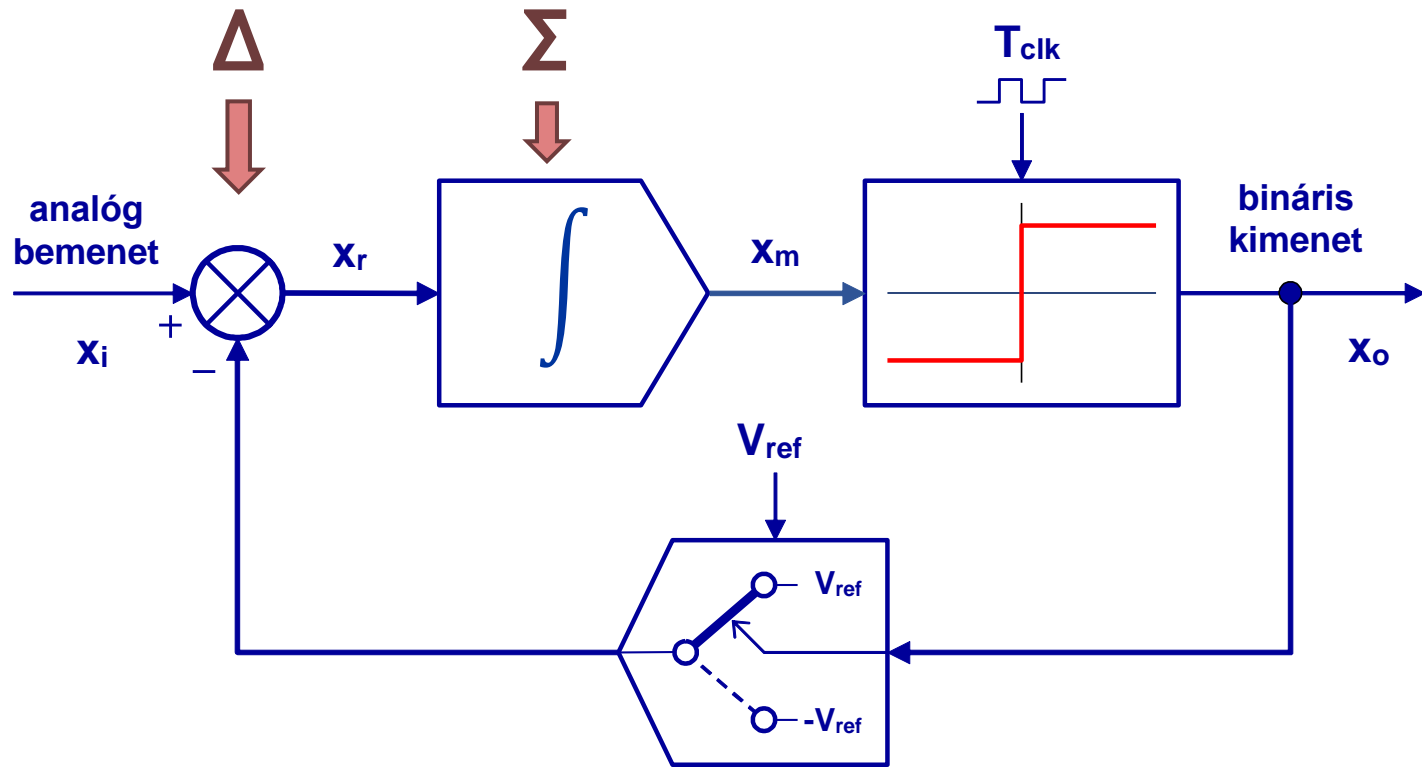 Δ
Σ
Tclk
analóg
bemenet
xr
∫
xm
bináris
kimenet
+
xi
−
xo
Vref
Vref
-Vref